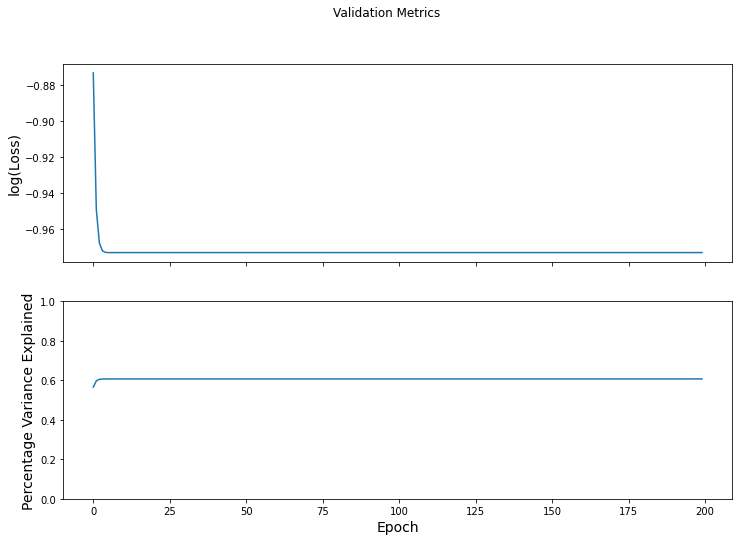 Validation Metrics
log(Loss)
−0.88
−0.90
−0.92
−0.94
−0.96
Percentage Variance Explained
1.0
0.8
0.6
0.4
0.2
0.0
0 25 50 75 100 125 150 175 200
Epoch